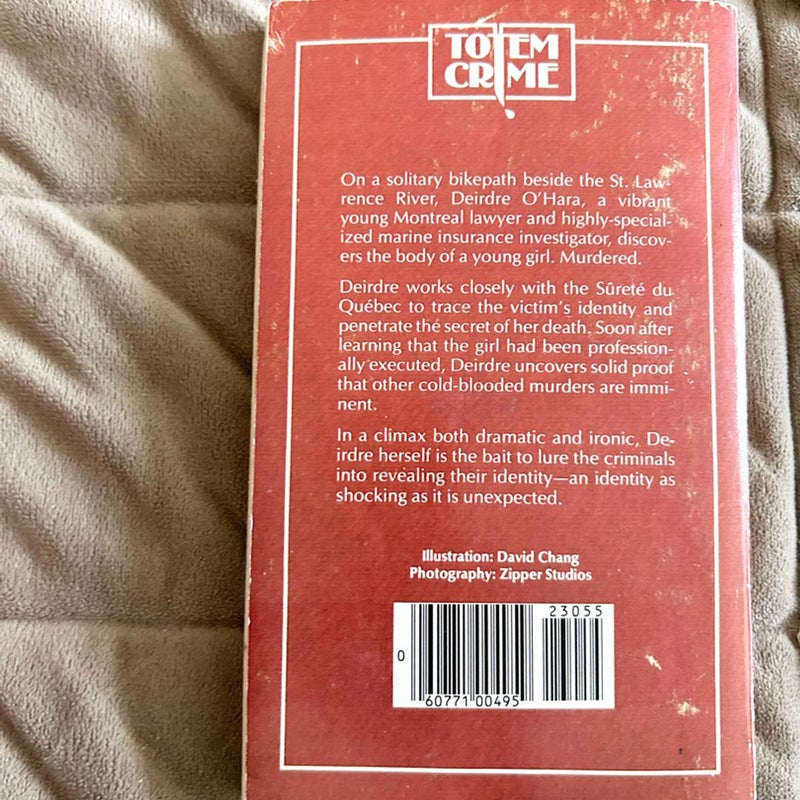 TOTEM
CRIME
On a solitary bikepath beside the St. Law-
rence River, Deirdre O'Hara, a vibrant
young Montreal lawyer and highly-special-
ized marine insurance investigator, discov-
ers the body of a young girl. Murdered.
Deirdre works closely with the Sûreté du
Québec to trace the victim's identity and
penetrate the secret of her death. Soon after
learning that the girl had been profession-
ally executed, Deirdre uncovers solid proof
that other cold-blooded murders are immi-
nent.
In a climax both dramatic and ironic, De-
irdre herself is the bait to lure the criminals
into revealing their identity—an identity as
shocking as it is unexpected.
Illustration: David Chang
Photography: Zipper Studios
23055
0
60771 00495